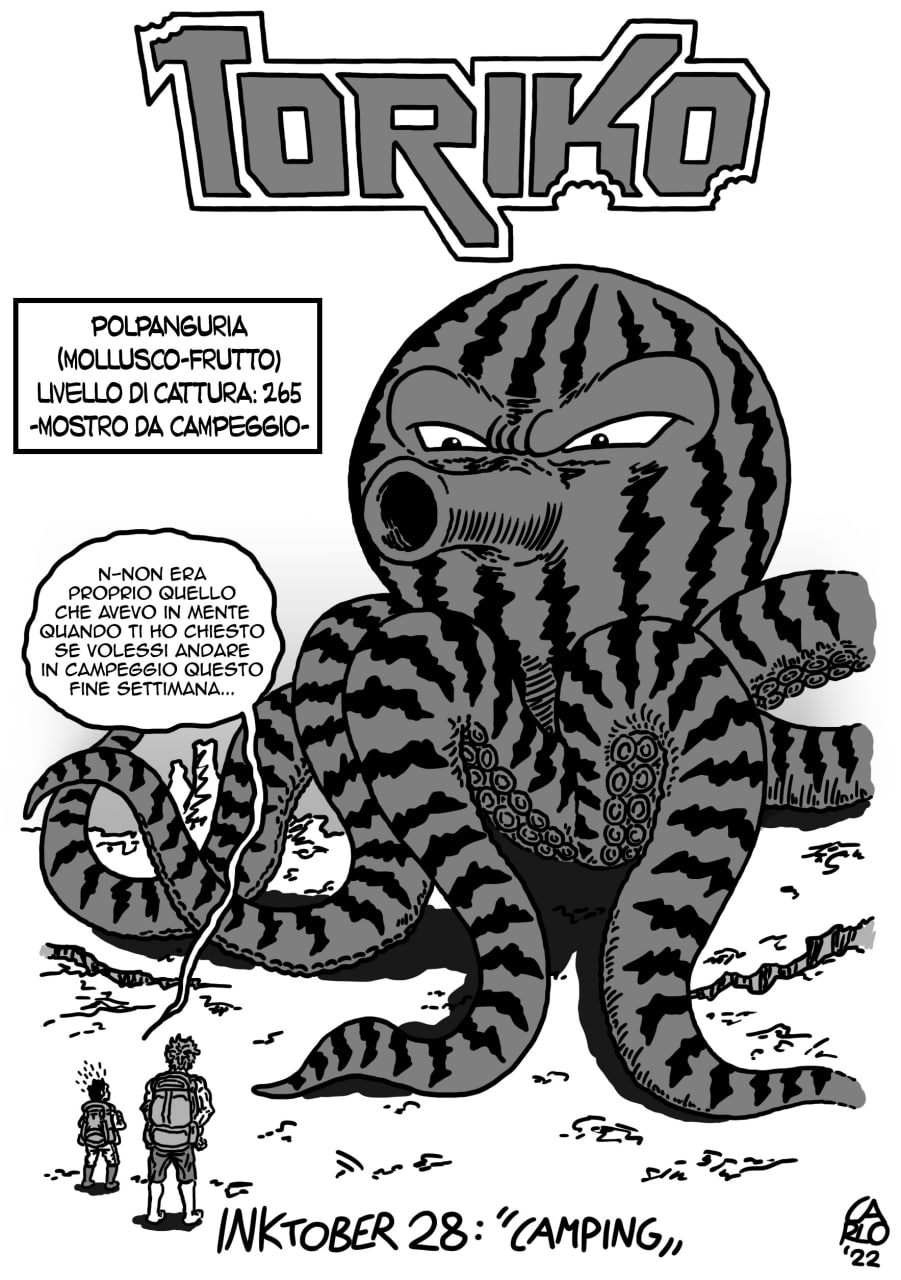 TORIKO
POLPANGURIA
(MOLLUSCO-FRUTTO)
LIVELLO DI CATTURA: 265
-MOSTRO DA CAMPEGGIO-
N-NON ERA
PROPRIO QUELLO
CHE AVEVO IN MENTE
QUANDO TI HO CHIESTO
SE VOLESSI ANDARE
IN CAMPEGGIO QUESTO
FINE SETTIMANA...
INKTOBER 28: "CAMPING„
CA
RLO
'22